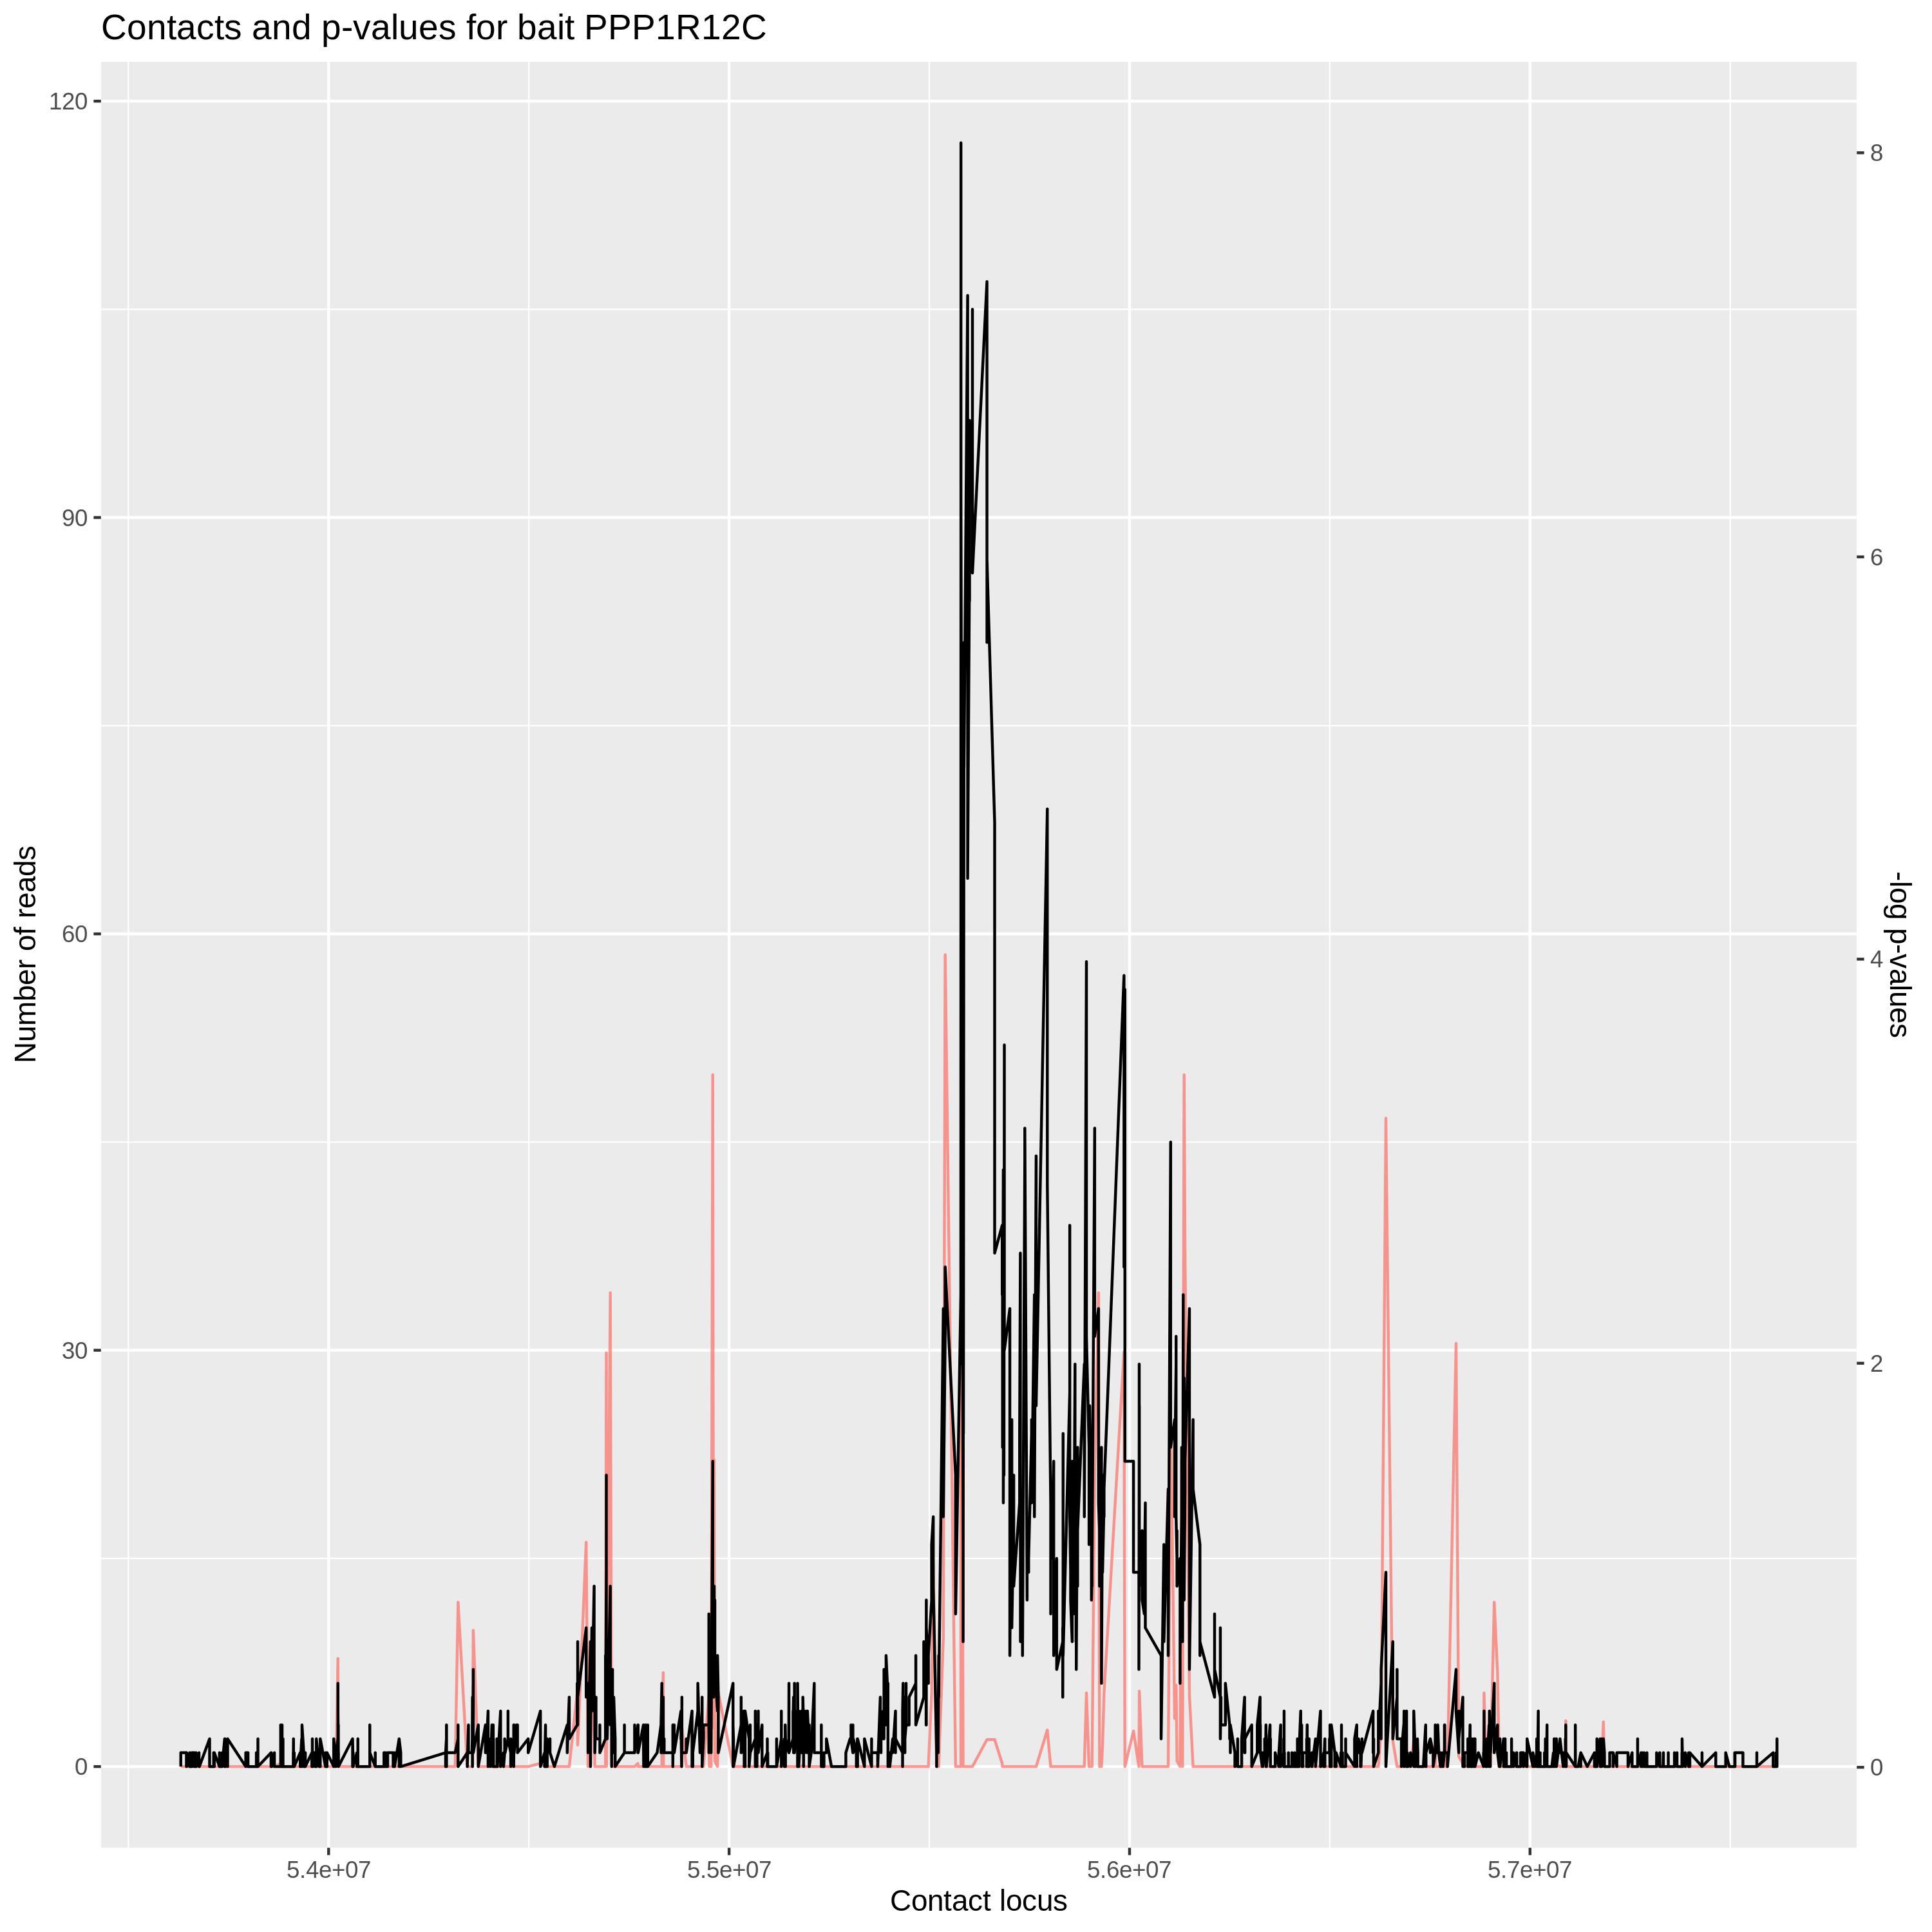 Contacts and p-values for bait PPP1R12C
120
90
60
30
0
Number of reads
8
6
4
2
0
-log p-values
5.4e+07
5.5e+07
5.6e+07
5.7e+07
Contact locus